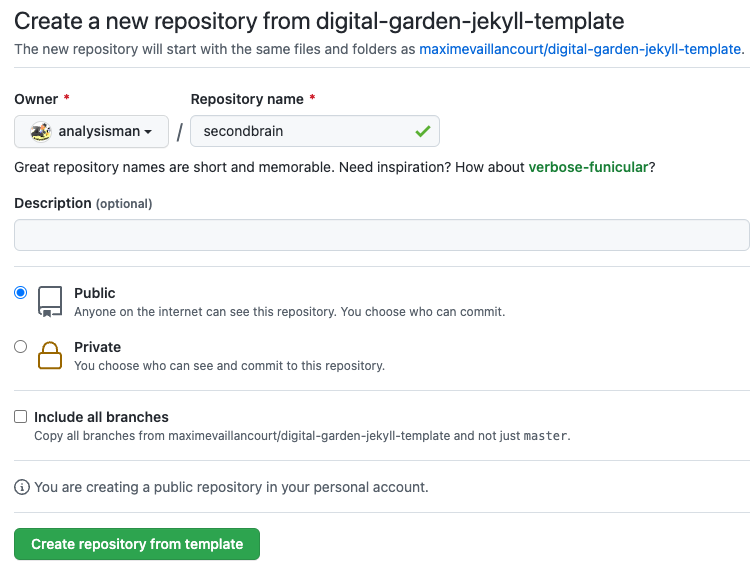 Create a new repository from digital-garden-jekyll-template
The new repository will start with the same files and folders as maximevaillancourt/digital-garden-jekyll-template.
Owner * Repository name *
analysisman / secondbrain
Great repository names are short and memorable. Need inspiration? How about verbose-funicular?
Description (optional)
Public
Anyone on the internet can see this repository. You choose who can commit.
Private
You choose who can see and commit to this repository.
Include all branches
Copy all branches from maximevaillancourt/digital-garden-jekyll-template and not just master.
You are creating a public repository in your personal account.
Create repository from template